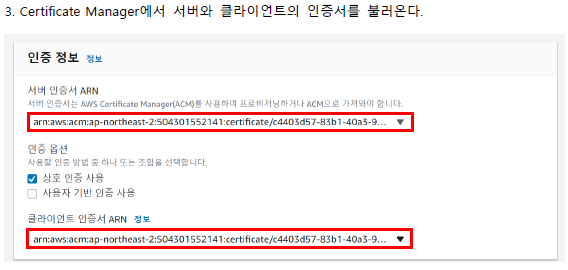 3. Certificate Manager에서 서버와 클라이언트의 인증서를 불러온다.
인증 정보 정보
서버 인증서 ARN
서버 인증서는 AWS Certificate Manager(ACM)를 사용하여 프로비저닝하거나 ACM으로 가져와야 합니다.
arn:aws:acm:ap-northeast-2:504301552141:certificate/c4403d57-83b1-40a3-9...
인증 옵션
사용할 인증 방법 중 하나 또는 조합을 선택합니다.
상호 인증 사용
사용자 기반 인증 사용
클라이언트 인증서 ARN 정보
arn:aws:acm:ap-northeast-2:504301552141:certificate/c4403d57-83b1-40a3-9...